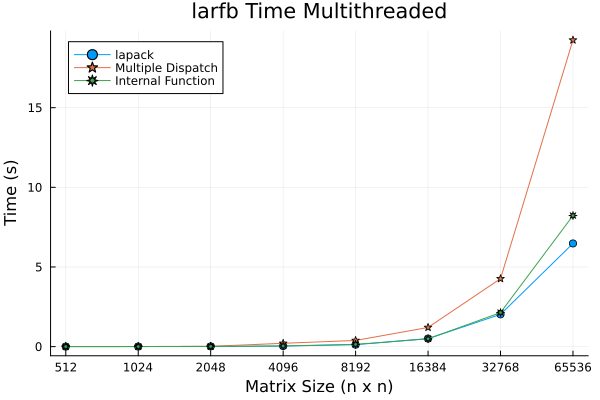 larfb Time Multithreaded
lapack
Multiple Dispatch
Internal Function
Time (s)
15
10
5
0
512 1024 2048 4096 8192 16384 32768 65536
Matrix Size (n x n)